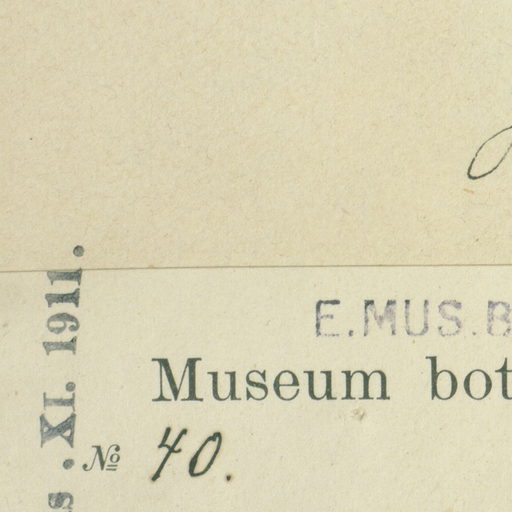 E.MUS.B
Museum bot
№ 40.
s .XI. 1911.